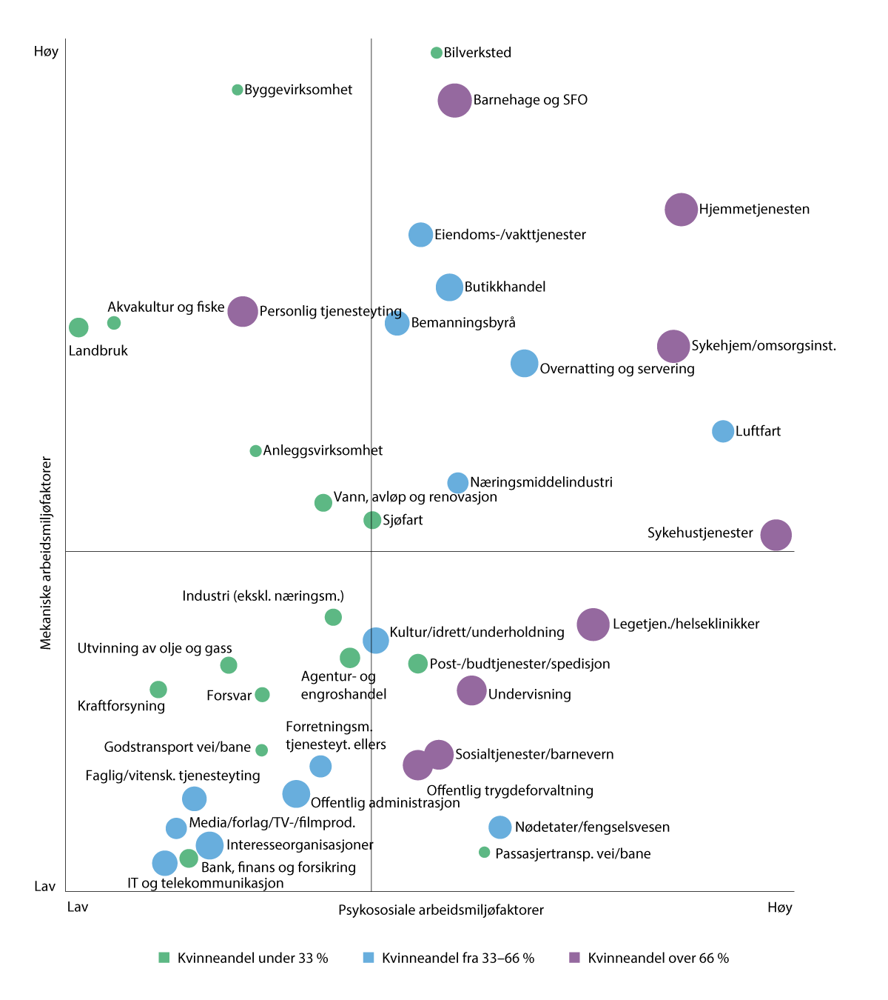 Høy
Bilverksted
Byggevirksomhet
Barnehage og SFO
Hjemmetjenesten
Eiendoms-/vakttjenester
Butikkhandel
Akvakultur og fiske
Personlig tjenesteyting
Bemanningsbyrå
Landbruk
Sykehjem/omsorgsinst.
Overnatting og servering
Luftfart
Anleggsvirksomhet
Næringsmiddelindustri
Vann, avløp og renovasjon
Sjøfart
Sykehustjenester
Mekaniske arbeidsmiljøfaktorer
Industri (ekskl. næringsm.)
Legetjen./helseklinikker
Kultur/idrett/underholdning
Utvinning av olje og gass
Post-/budtjenester/spedisjon
Agentur- og
engroshandel
Forsvar
Undervisning
Kraftforsyning
Forretningsm.
tjenesteyt. ellers
Godstransport vei/bane
Sosialtjenester/barnevern
Faglig/vitensk. tjenesteyting
Offentlig trygdeforvaltning
Offentlig administrasjon
Media/forlag/TV-/filmprod.
Nødetater/fengselsvesen
Interesseorganisasjoner
Passasjertransp. vei/bane
Bank, finans og forsikring
IT og telekommunikasjon
Lav
Lav
Psykososiale arbeidsmiljøfaktorer
Høy
Kvinneandel under 33 %
Kvinneandel fra 33–66 %
Kvinneandel over 66 %